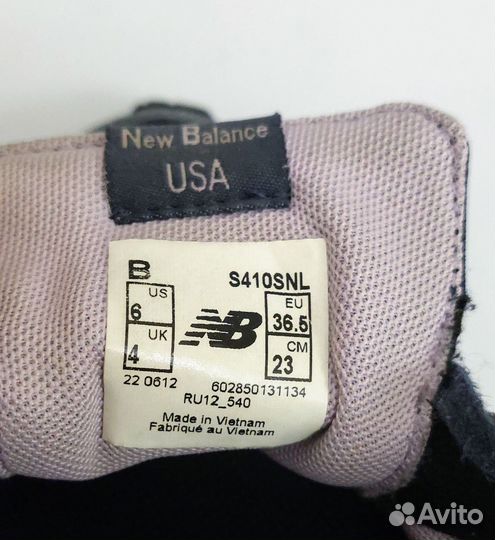 New Balance
USA
B S410SNL
US EU
6 36.5
NB
UK CM
4 23
22 0612 602850131134
RU12_540
Made in Vietnam
Fabriqué au Vietnam
Avito